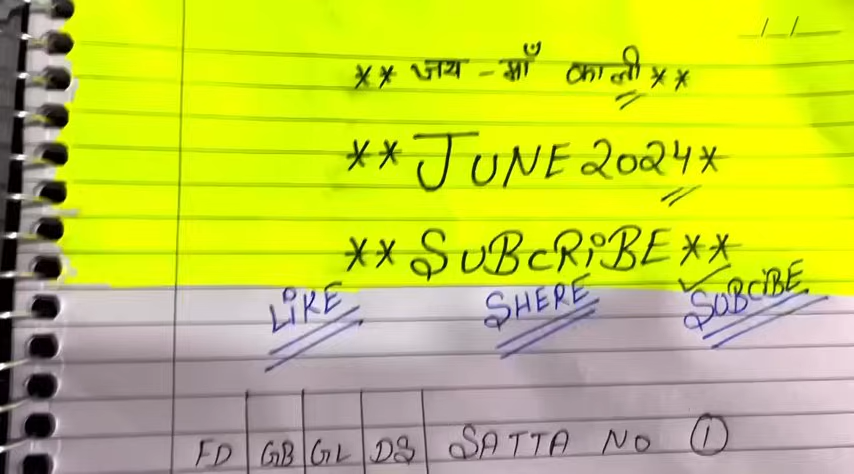 / /
** जय - माँ काली **
** JUNE 2024 *
** SUBCRiBE **
LiKE SHERE SUBCiBE
FD GB GL DS SATTA NO ①